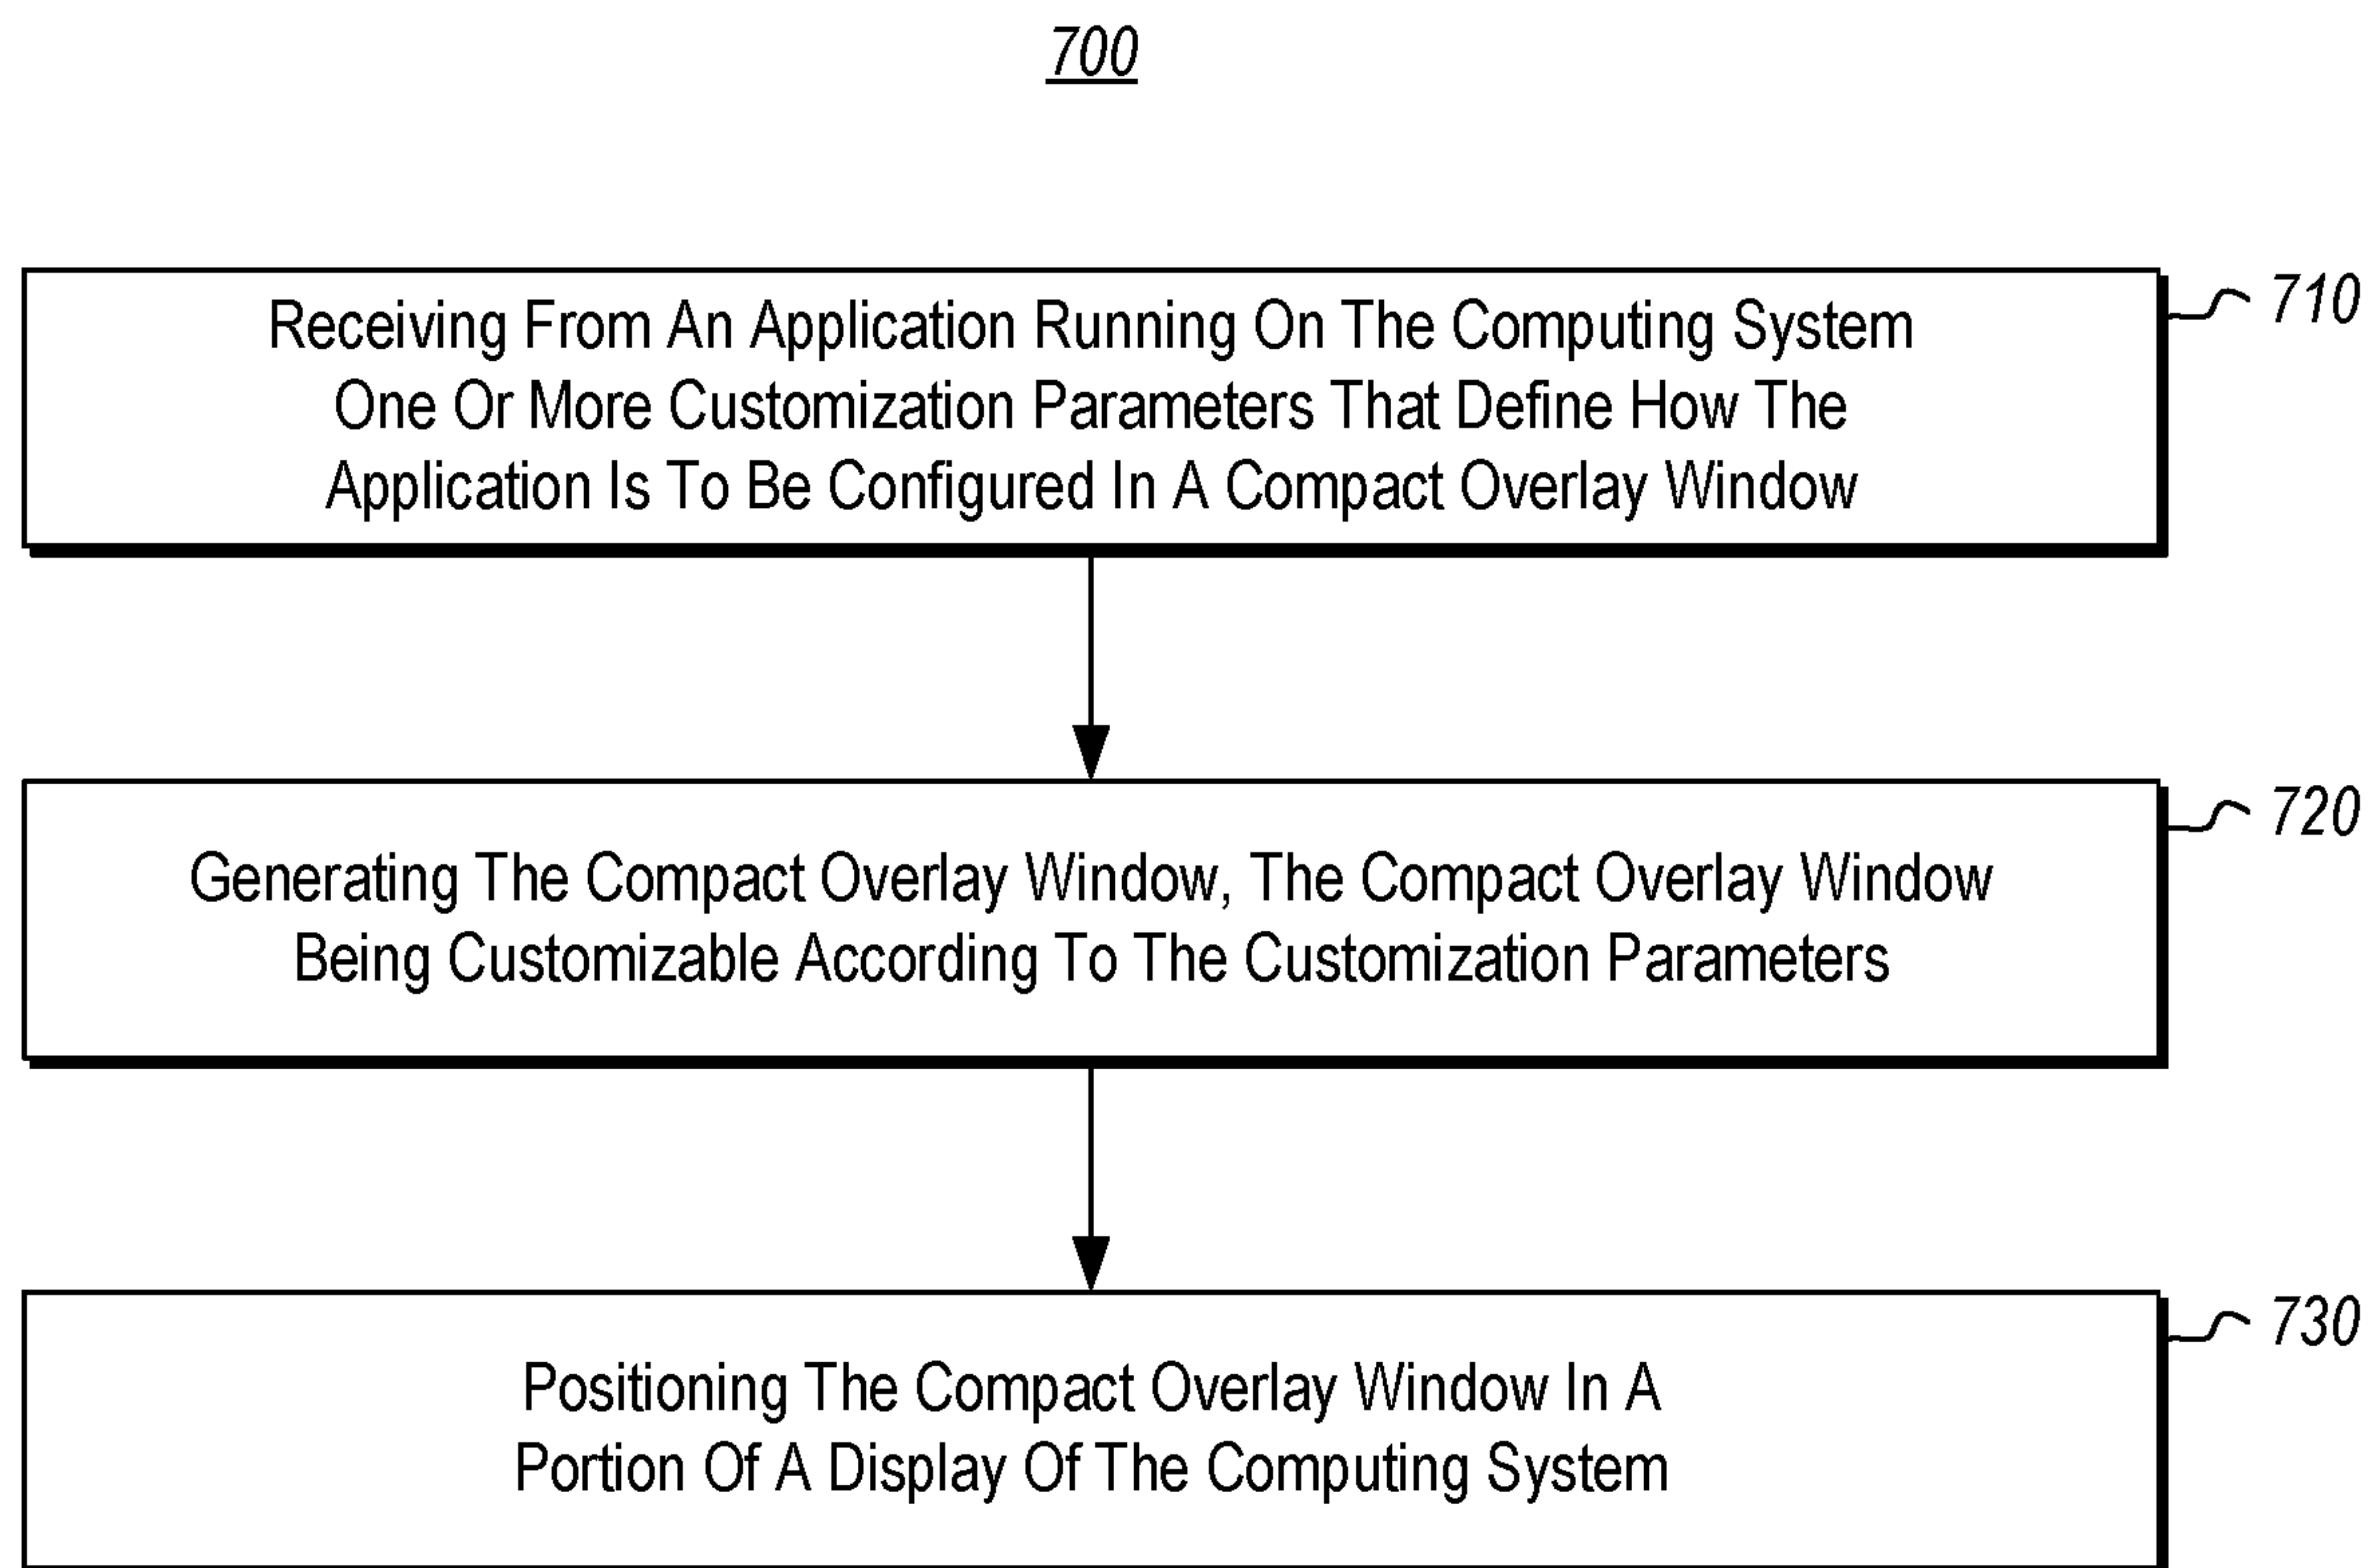 700
Receiving From An Application Running On The Computing System
One Or More Customization Parameters That Define How The
Application Is To Be Configured In A Compact Overlay Window
710
Generating The Compact Overlay Window, The Compact Overlay Window
Being Customizable According To The Customization Parameters
720
Positioning The Compact Overlay Window In A
Portion Of A Display Of The Computing System
730